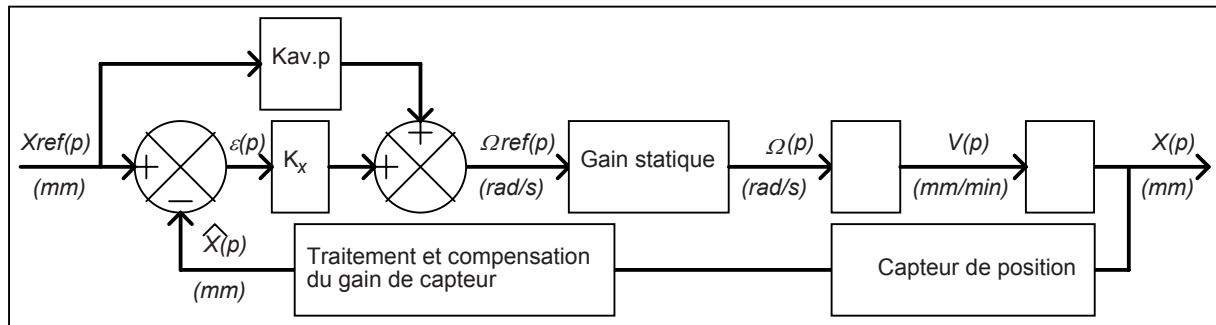 Kav.p
+
Xref(p)
(mm)
+
−
ε(p)
K_x
+
Ωref(p)
(rad/s)
Gain statique
Ω(p)
(rad/s)
V(p)
(mm/min)
X(p)
(mm)
X̂(p)
(mm)
Traitement et compensation
du gain de capteur
Capteur de position